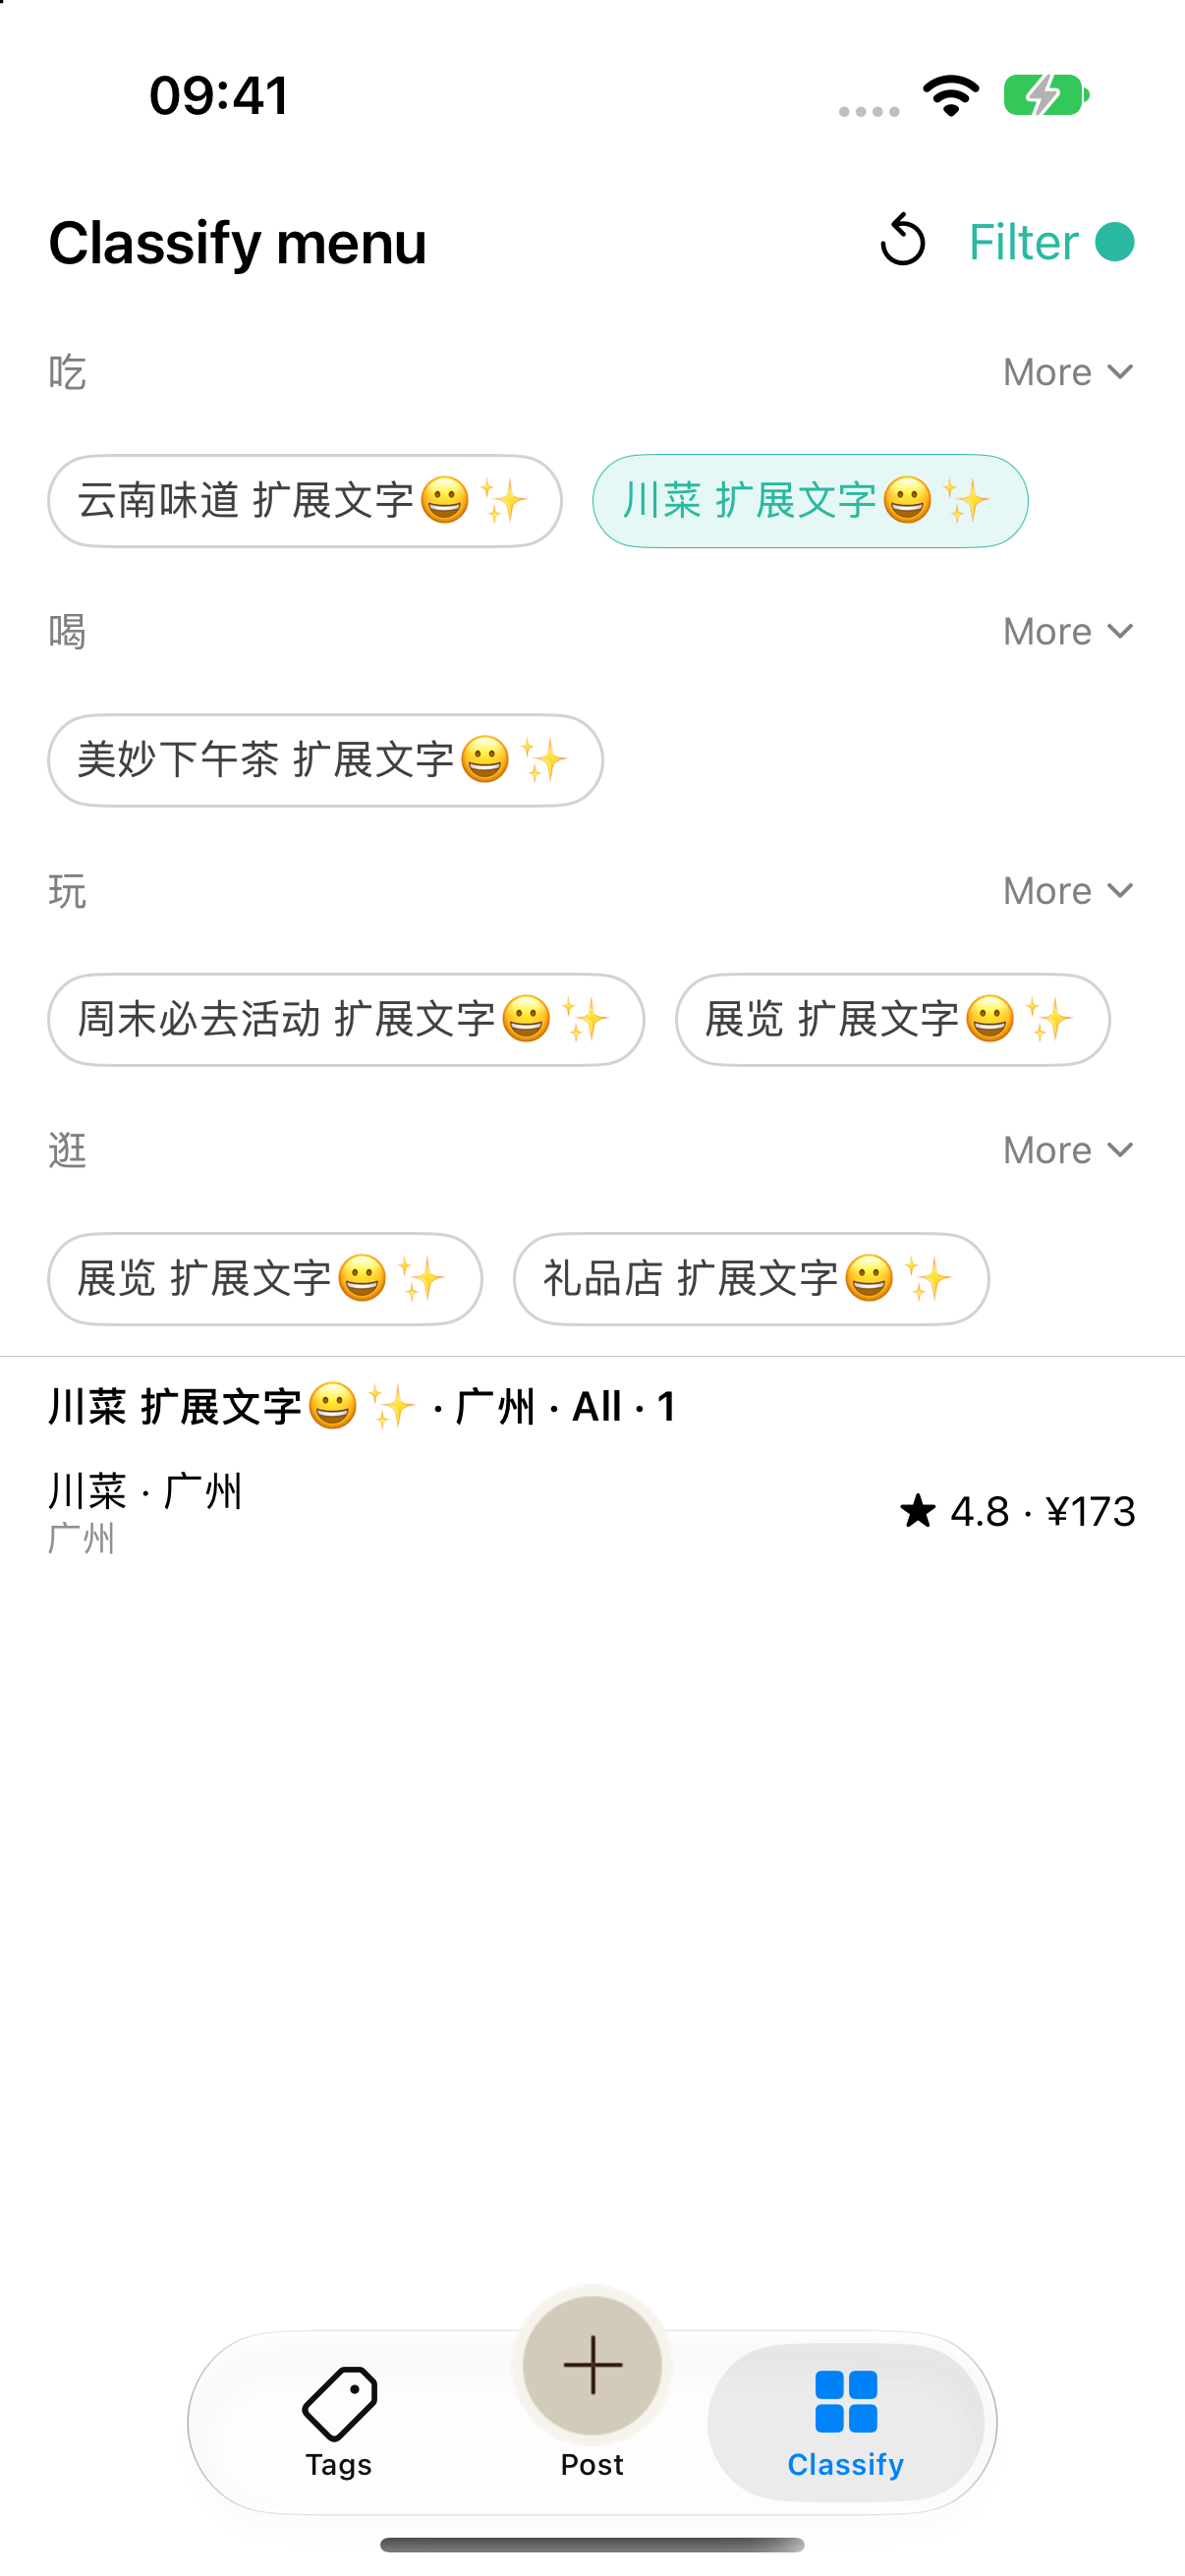 09:41
Classify menu
Filter
吃
More
云南味道 扩展文字😀✨
川菜 扩展文字😀✨
喝
More
美妙下午茶 扩展文字😀✨
玩
More
周末必去活动 扩展文字😀✨
展览 扩展文字😀✨
逛
More
展览 扩展文字😀✨
礼品店 扩展文字😀✨
川菜 扩展文字😀✨ · 广州 · All · 1
川菜 · 广州
广州
★ 4.8 · ¥173
Tags
Post
Classify